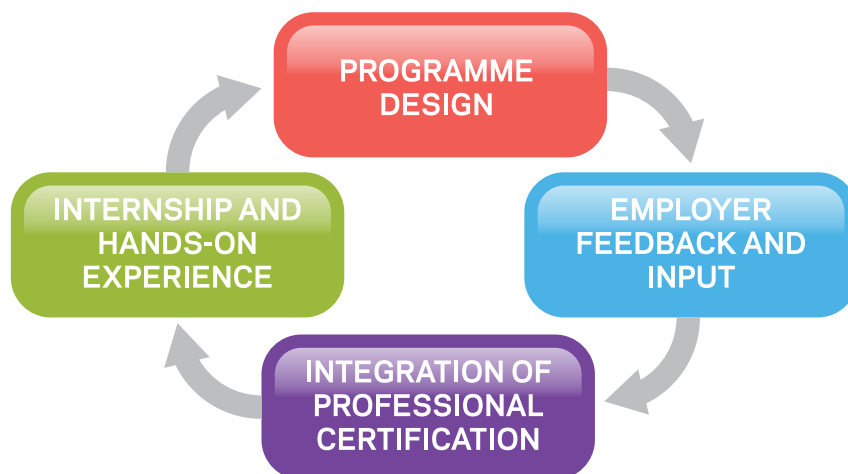 PROGRAMME
DESIGN
EMPLOYER
FEEDBACK AND
INPUT
INTEGRATION OF
PROFESSIONAL
CERTIFICATION
INTERNSHIP AND
HANDS-ON
EXPERIENCE